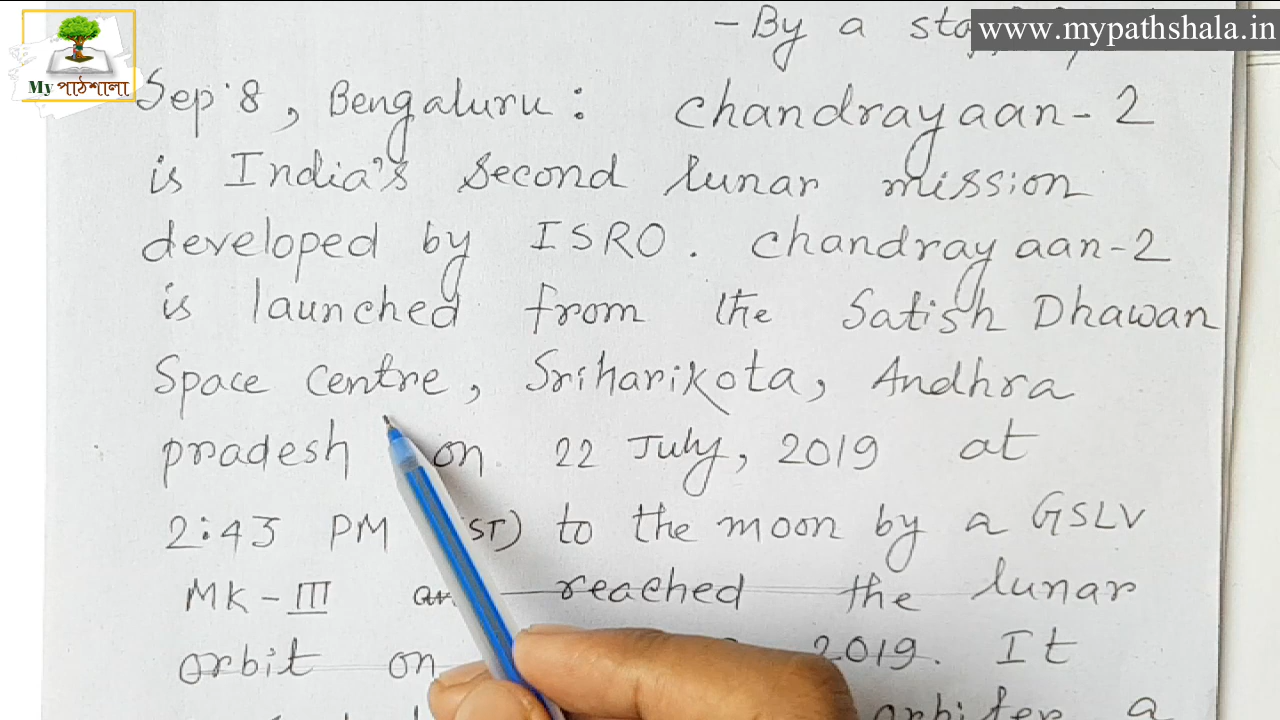 - By a
www.mypathshala.in
My পাঠশালা
Sep 8, Bengaluru: Chandrayaan-2
is India's second lunar mission
developed by ISRO. Chandrayaan-2
is launched from the Satish Dhawan
Space Centre, Sriharikota, Andhra
pradesh on 22 July, 2019 at
2:43 PM to the moon by a GSLV
MK-III reached the lunar
orbit on 2019. It
orbiter a